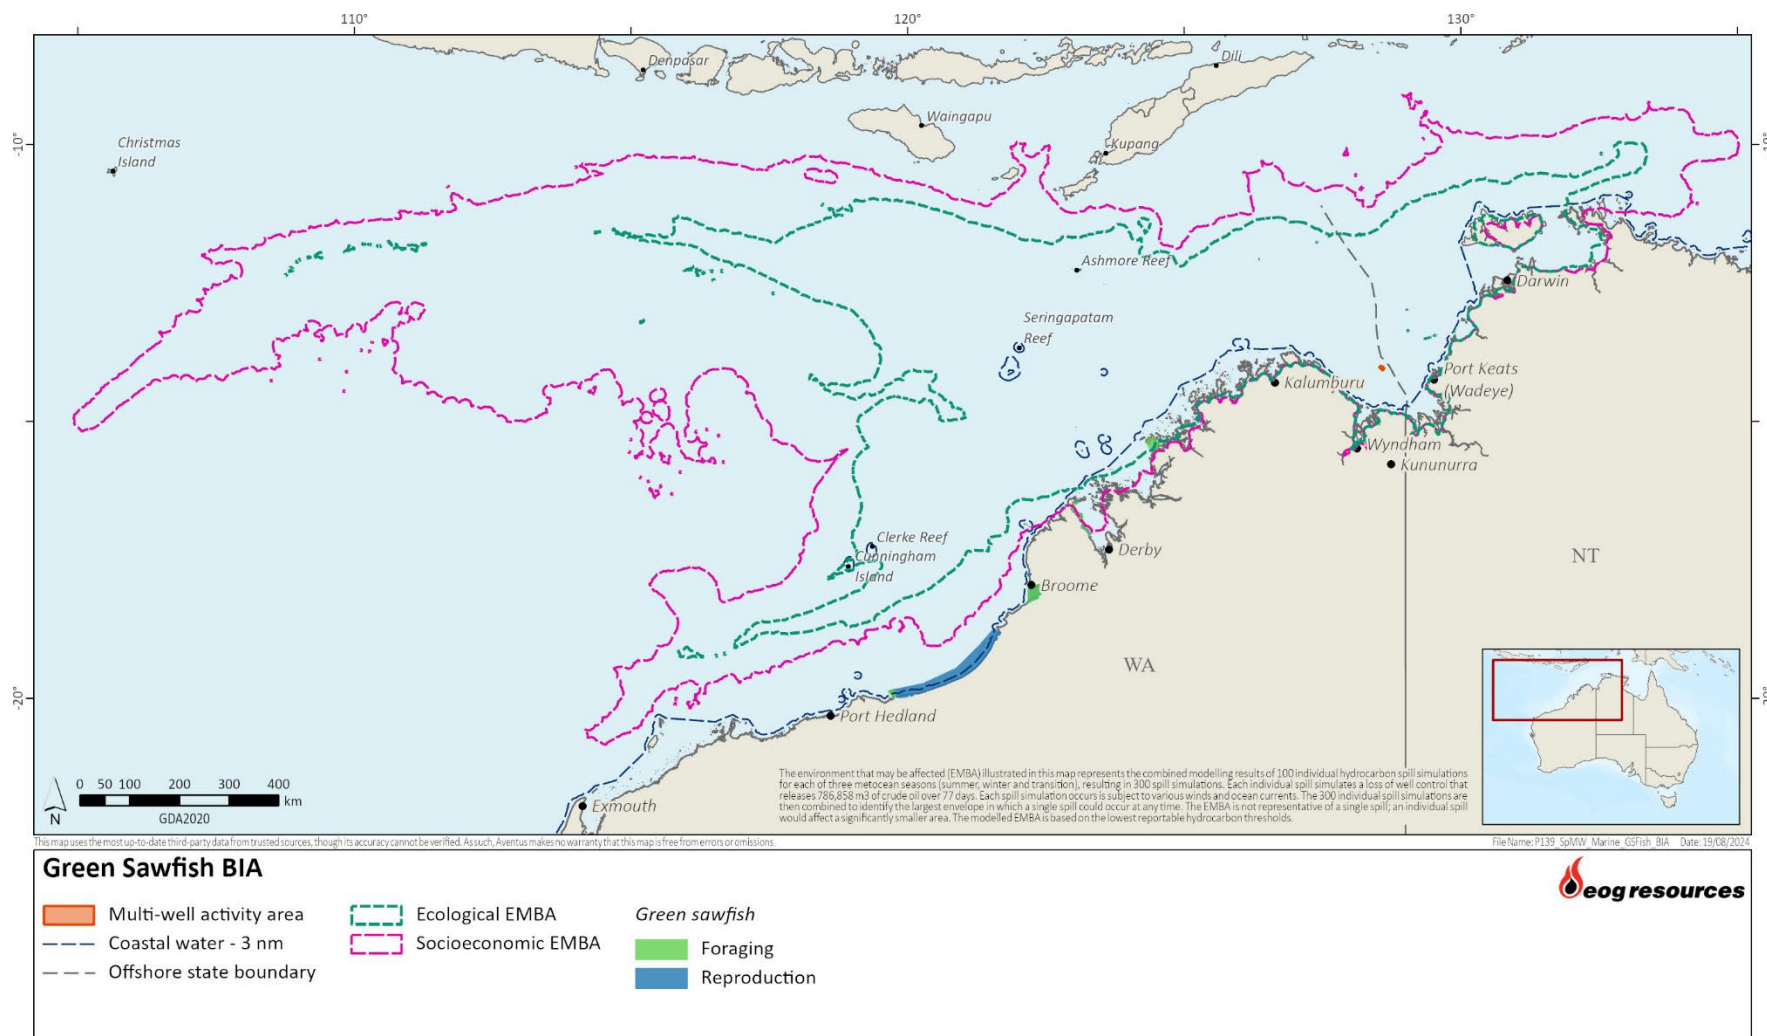 110°
120°
130°
-10°
-20°
Denpasar
Dili
Waingapu
Kupang
Christmas
Island
Ashmore Reef
Seringapatam
Reef
Darwin
Port Keats
(Wadeye)
Kalumburu
Wyndham
Kununurra
Clerke Reef
Cunningham
Island
Derby
Broome
NT
WA
Port Hedland
Exmouth
0 50 100 200 300 400
km
GDA2020
N
The environment that may be affected (EMBA) illustrated in this map represents the combined modelling results of 100 individual hydrocarbon spill simulations
for each of three metocean seasons (summer, winter and transition), resulting in 300 spill simulations. Each individual spill simulates a loss of well control that
releases 786,858 m3 of crude oil over 77 days. Each spill simulation occurs is subject to various winds and ocean currents. The 300 individual spill simulations are
then combined to identify the largest envelope in which a single spill could occur at any time. The EMBA is not representative of a single spill; an individual spill
would affect a significantly smaller area. The modelled EMBA is based on the lowest reportable hydrocarbon thresholds.
This map uses the most up-to-date third-party data from trusted sources, though its accuracy cannot be verified. As such, Aventus makes no warranty that this map is free from errors or omissions.
File Name: P139_SpMW_Marine_GSFish_BIA Date: 19/08/2024
Green Sawfish BIA
Multi-well activity area
Coastal water - 3 nm
Offshore state boundary
Ecological EMBA
Socioeconomic EMBA
Green sawfish
Foraging
Reproduction
eog resources